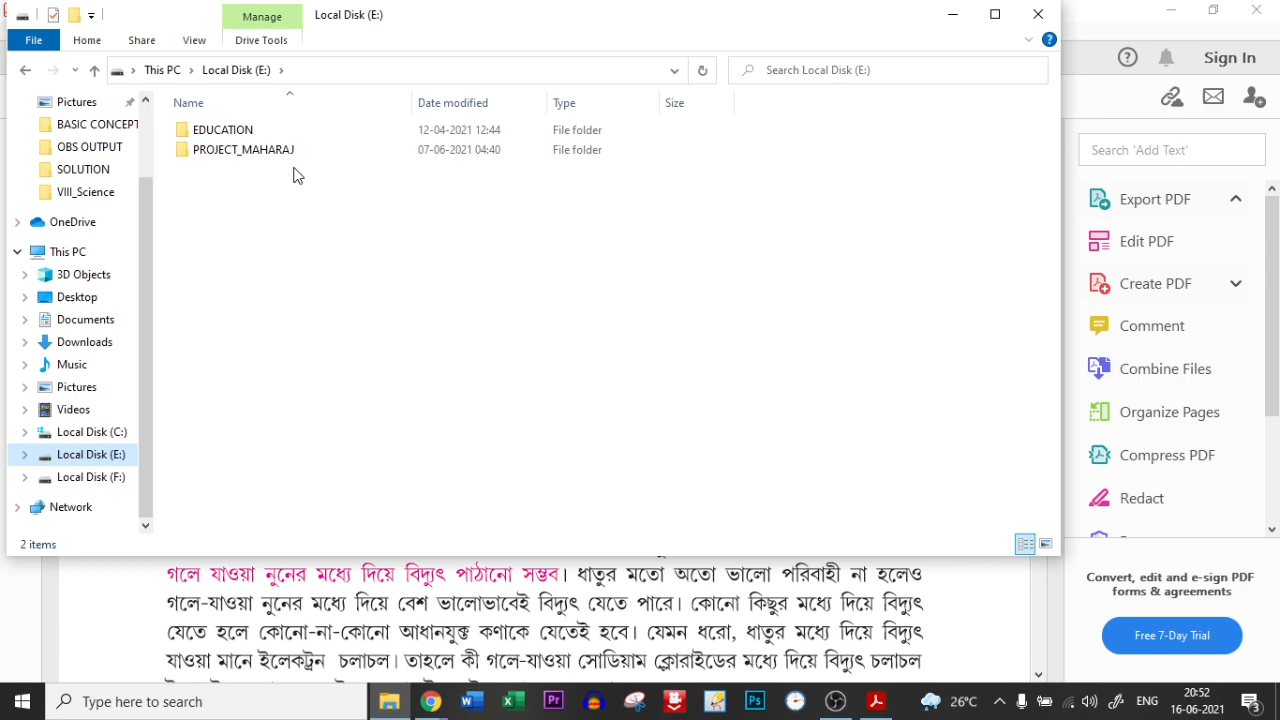 Manage
Local Disk (E:)
File
Home
Share
View
Drive Tools
This PC
Local Disk (E:)
Search Local Disk (E:)
Sign In
Pictures
BASIC CONCEPT
OBS OUTPUT
SOLUTION
VIII_Science
OneDrive
This PC
3D Objects
Desktop
Documents
Downloads
Music
Pictures
Videos
Local Disk (C:)
Local Disk (E:)
Local Disk (F:)
Network
Name
Date modified
Type
Size
EDUCATION 12-04-2021 12:44 File folder
PROJECT_MAHARAJ 07-06-2021 04:40 File folder
2 items
Search 'Add Text'
Export PDF
Edit PDF
Create PDF
Comment
Combine Files
Organize Pages
Compress PDF
Redact
Convert, edit and e-sign PDF
forms & agreements
Free 7-Day Trial
গলে যাওয়া নুনের মধ্যে দিয়ে বিদ্যুৎ পাঠানো সম্ভব। ধাতুর মতো অতো ভালো পরিবাহী না হলেও
গলে-যাওয়া নুনের মধ্যে দিয়ে বেশ ভালোভাবেই বিদ্যুৎ যেতে পারে। কোনো কিছুর মধ্যে দিয়ে বিদ্যুৎ
যেতে হলে কোনো-না-কোনো আধানযুক্ত কণাকে যেতেই হবে। যেমন ধরো, ধাতুর মধ্যে দিয়ে বিদ্যুৎ
যাওয়া মানে ইলেকট্রন চলাচল। তাহলে কী গলে-যাওয়া সোডিয়াম ক্লোরাইডের মধ্যে দিয়ে বিদ্যুৎ চলাচল
Type here to search
26°C
ENG
20:52
16-06-2021
3